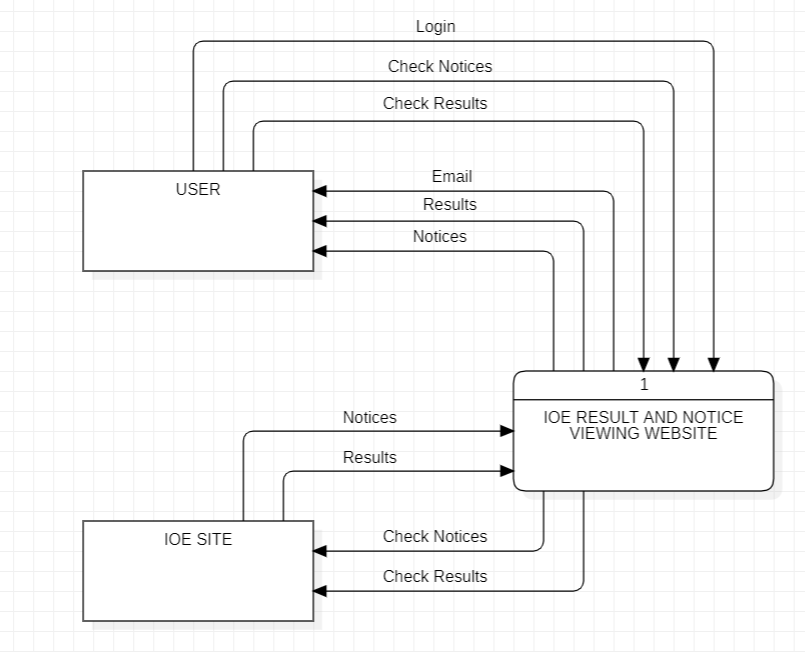 Login
Check Notices
Check Results
Email
USER
Results
Notices
1
IOE RESULT AND NOTICE
VIEWING WEBSITE
Notices
Results
IOE SITE
Check Notices
Check Results